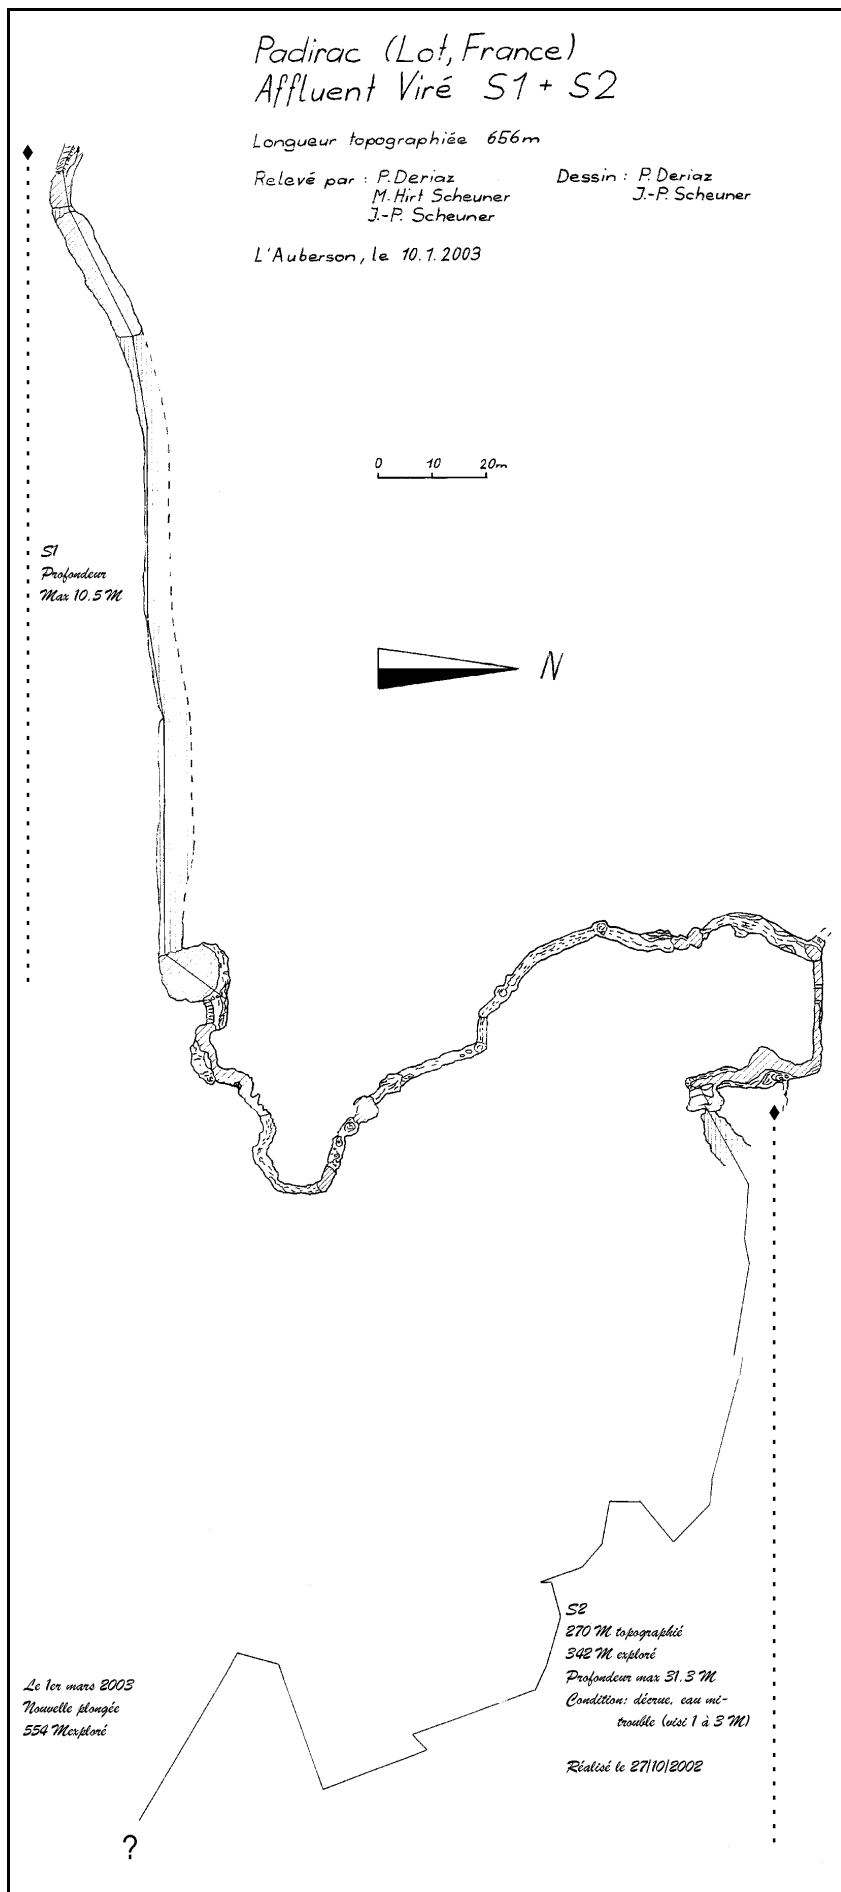 Padirac (Lot, France)
Affluent Viré S1 + S2
Longueur topographiée 656m
Relevé par : P. Deriaz
M. Hirt Scheuner
J.-P. Scheuner
Dessin : P. Deriaz
J.-P. Scheuner
L'Auberson, le 10.1.2003
0 10 20m
S1
Profondeur
Max 10.5 M
N
S2
270 M topographié
342 M exploré
Profondeur max 31.3 M
Condition: décrue, eau mi-
trouble (visi 1 à 3 M)
Réalisé le 27/10/2002
Le 1er mars 2003
Nouvelle plongée
554 Mexploré
?